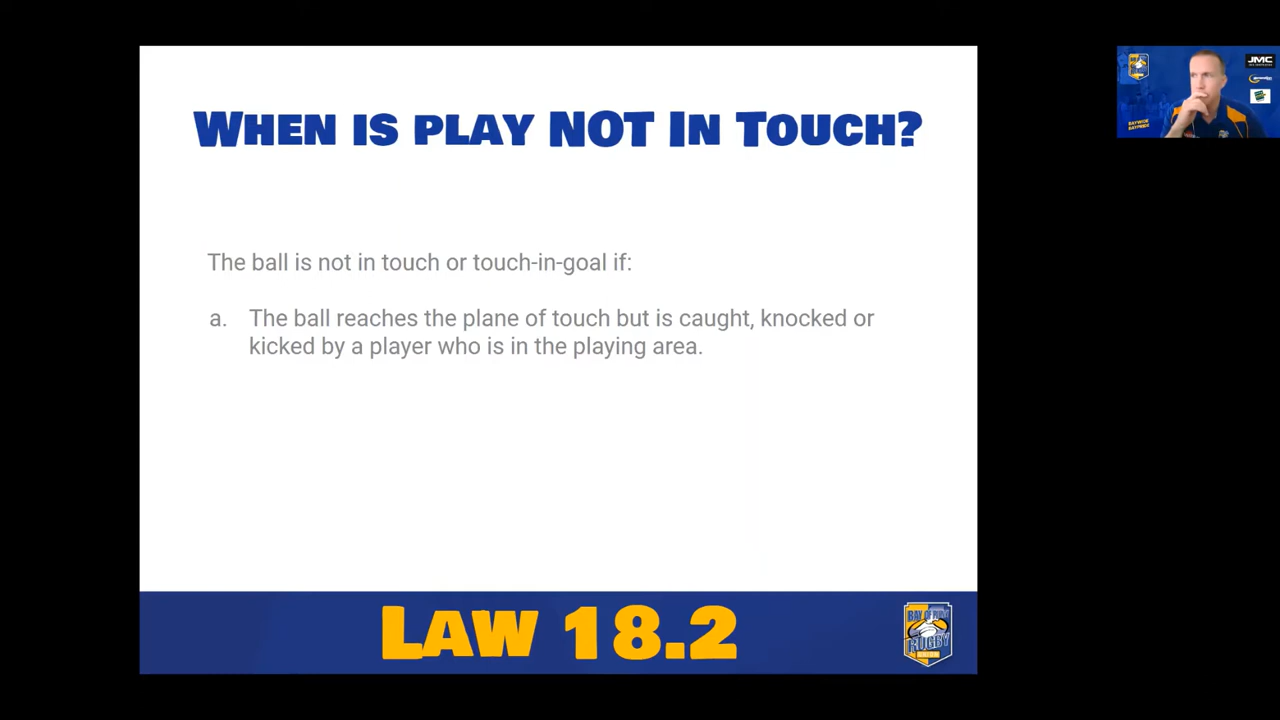 WHEN IS PLAY NOT IN TOUCH?
The ball is not in touch or touch-in-goal if:
a. The ball reaches the plane of touch but is caught, knocked or
kicked by a player who is in the playing area.
LAW 18.2
RUGBY
JMC